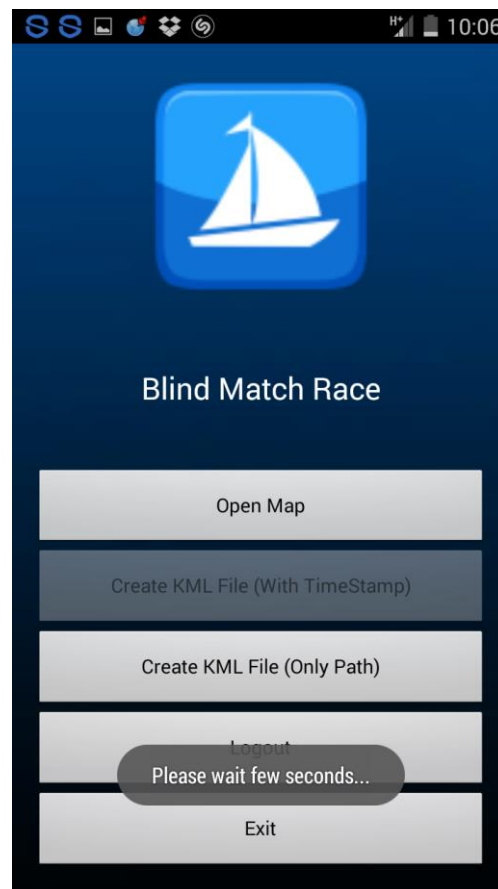 H+ 10:06
Blind Match Race
Open Map
Create KML File (With TimeStamp)
Create KML File (Only Path)
Logout
Please wait few seconds...
Exit